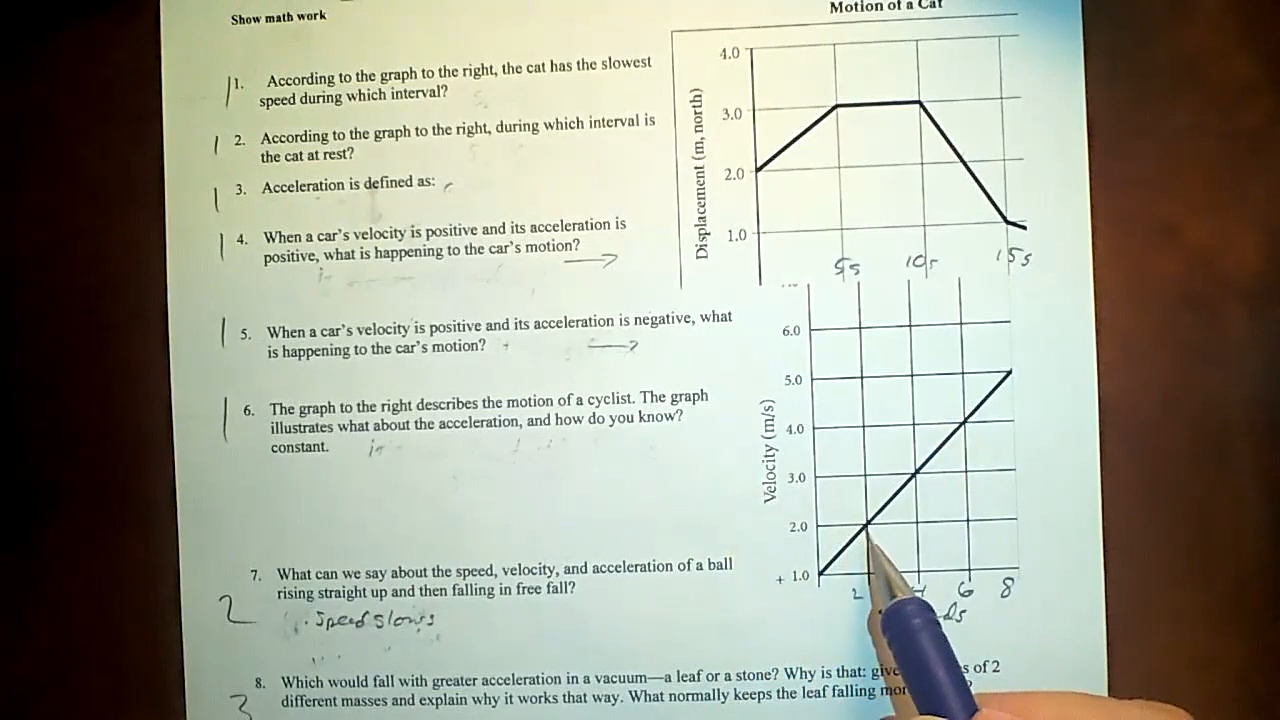 Show math work
Motion of a Cat
1. According to the graph to the right, the cat has the slowest
speed during which interval?
2. According to the graph to the right, during which interval is
the cat at rest?
3. Acceleration is defined as:
4. When a car's velocity is positive and its acceleration is
positive, what is happening to the car's motion?
5. When a car's velocity is positive and its acceleration is negative, what
is happening to the car's motion?
6. The graph to the right describes the motion of a cyclist. The graph
illustrates what about the acceleration, and how do you know?
constant.
7. What can we say about the speed, velocity, and acceleration of a ball
rising straight up and then falling in free fall?
2
. Speed slows
8. Which would fall with greater acceleration in a vacuum—a leaf or a stone? Why is that: give of 2
3
different masses and explain why it works that way. What normally keeps the leaf falling
Displacement (m, north)
4.0
3.0
2.0
1.0
5s 10s 15s
Velocity (m/s)
6.0
5.0
4.0
3.0
2.0
+ 1.0
2 4 6 8